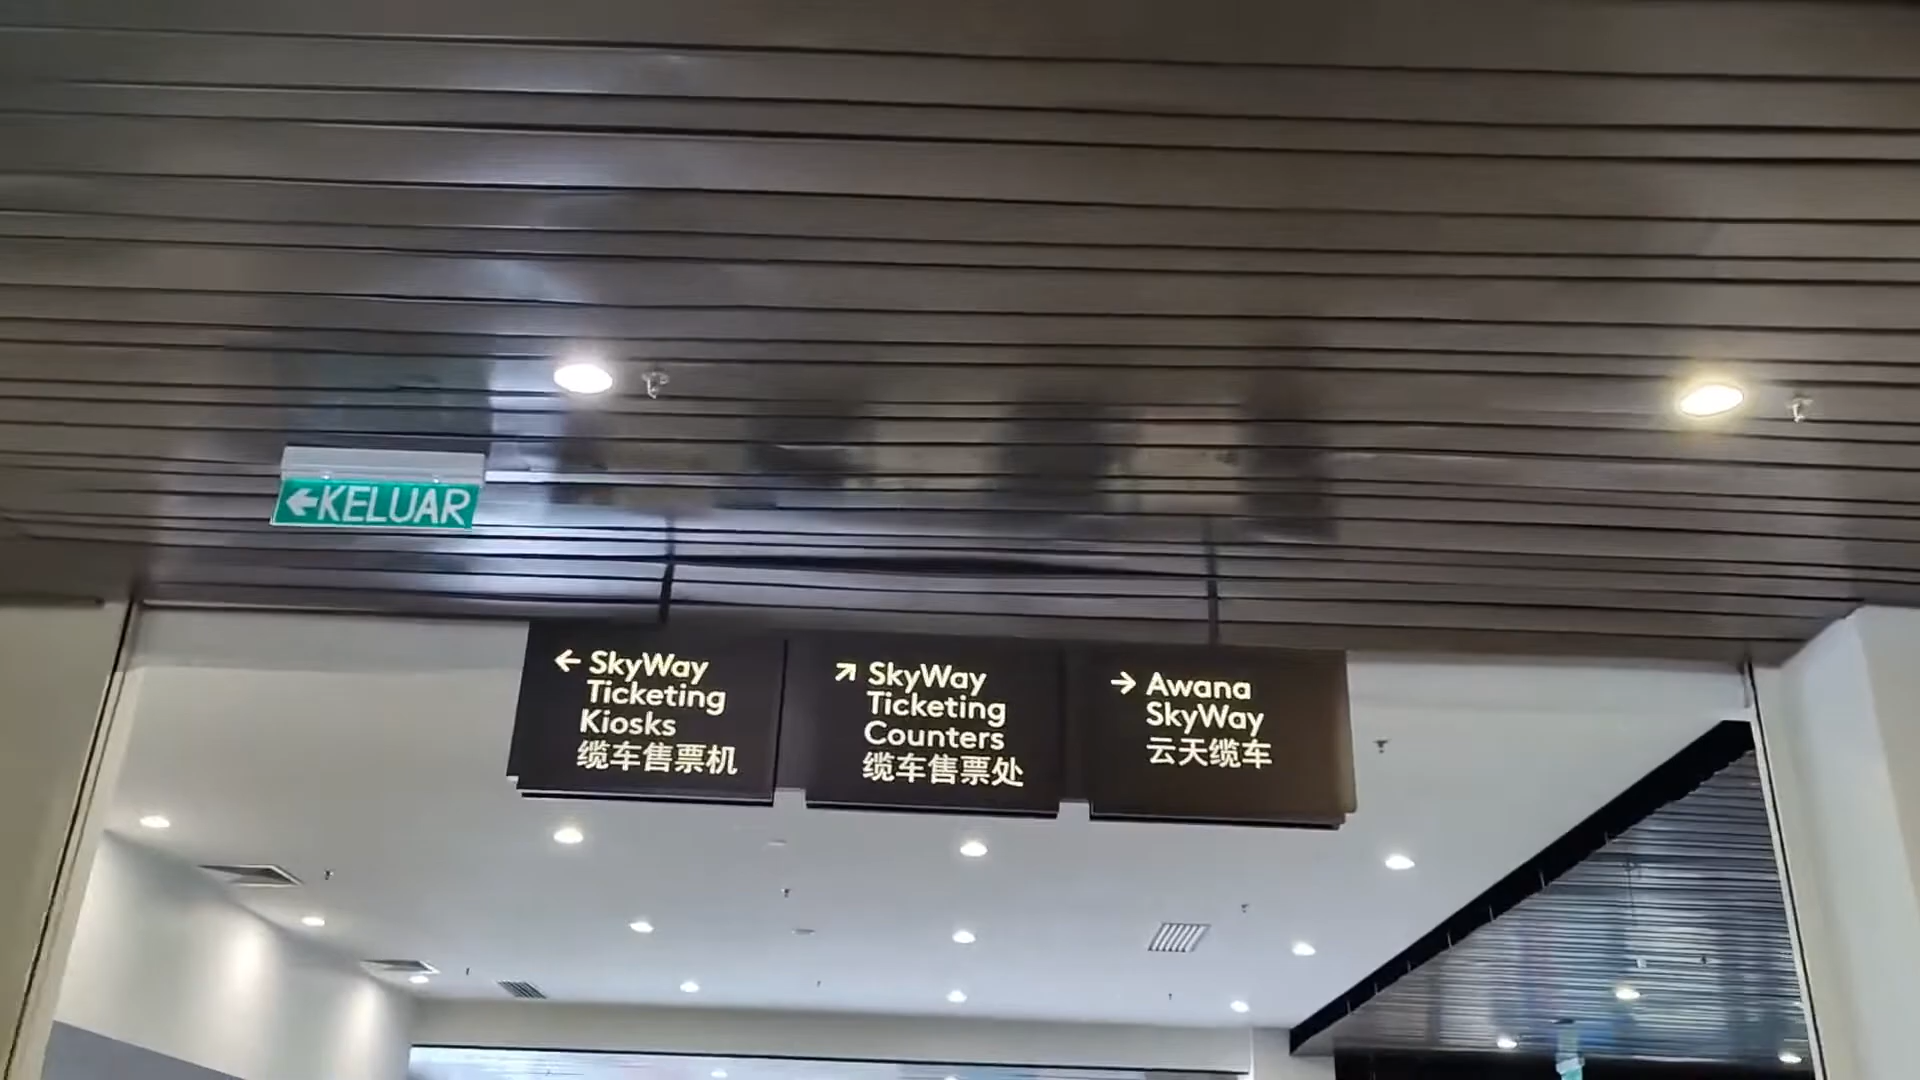 ←KELUAR
← SkyWay
Ticketing
Kiosks
缆车售票机
↗ SkyWay
Ticketing
Counters
缆车售票处
→ Awana
SkyWay
云天缆车